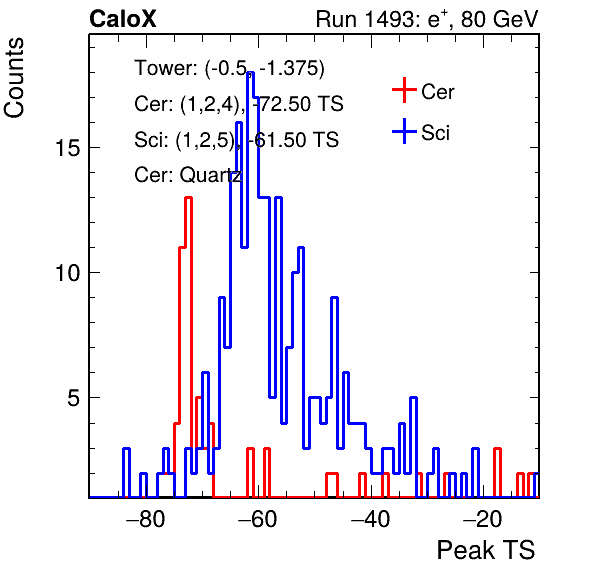 CaloX Run 1493: e⁺, 80 GeV
Counts
Tower: (-0.5, -1.375)
Cer: (1,2,4), -72.50 TS
Sci: (1,2,5), -61.50 TS
Cer: Quartz
Cer
Sci
15
10
5
−80 −60 −40 −20
Peak TS